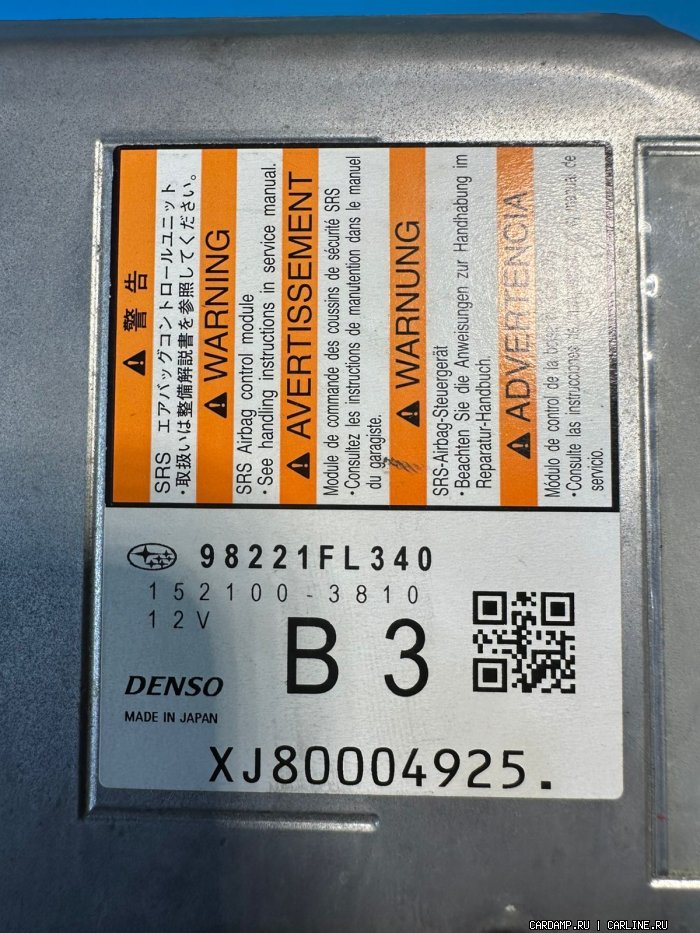 ⚠ 警告
SRS エアバッグコントロールユニット
・取扱いは整備解説書を参照してください。
⚠ WARNING
SRS Airbag control module
・See handling instructions in service manual.
⚠ AVERTISSEMENT
Module de commande des coussins de sécurité SRS
・Consultez les instructions de manutention dans le manuel
du garagiste.
⚠ WARNUNG
SRS-Airbag-Steuergerät
・Beachten Sie die Anweisungen zur Handhabung im
Reparatur-Handbuch.
⚠ ADVERTENCIA
Módulo de control de la bolsa
・Consulte las instrucciones manual de
servicio.
98221FL340
152100-3810
12V
B3
DENSO
MADE IN JAPAN
XJ80004925.
CARDAMP.RU | CARLINE.RU